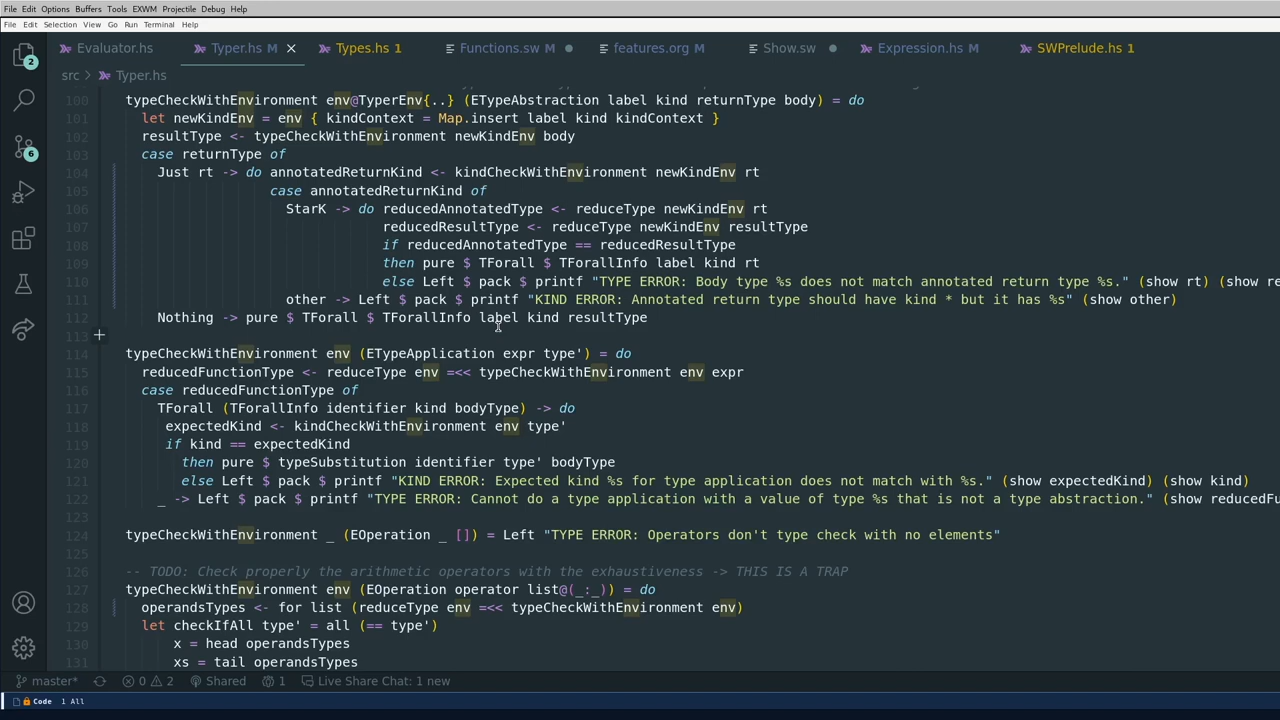 File Edit Options Buffers Tools EXWM Projectile Debug Help
File Edit Selection View Go Run Terminal Help
Evaluator.hs Typer.hs M Types.hs 1 Functions.sw M features.org M Show.sw Expression.hs M SWPrelude.hs 1
src > Typer.hs
2
6
100 typeCheckWithEnvironment env@TyperEnv{..} (ETypeAbstraction label kind returnType body) = do
101   let newKindEnv = env { kindContext = Map.insert label kind kindContext }
102   resultType <- typeCheckWithEnvironment newKindEnv body
103   case returnType of
104     Just rt -> do annotatedReturnKind <- kindCheckWithEnvironment newKindEnv rt
105                   case annotatedReturnKind of
106                     StarK -> do reducedAnnotatedType <- reduceType newKindEnv rt
107                                 reducedResultType <- reduceType newKindEnv resultType
108                                 if reducedAnnotatedType == reducedResultType
109                                 then pure $ TForall $ TForallInfo label kind rt
110                                 else Left $ pack $ printf "TYPE ERROR: Body type %s does not match annotated return type %s." (show rt) (show re
111                     other -> Left $ pack $ printf "KIND ERROR: Annotated return type should have kind * but it has %s" (show other)
112     Nothing -> pure $ TForall $ TForallInfo label kind resultType
113
114 typeCheckWithEnvironment env (ETypeApplication expr type') = do
115   reducedFunctionType <- reduceType env =<< typeCheckWithEnvironment env expr
116   case reducedFunctionType of
117     TForall (TForallInfo identifier kind bodyType) -> do
118      expectedKind <- kindCheckWithEnvironment env type'
119      if kind == expectedKind
120        then pure $ typeSubstitution identifier type' bodyType
121        else Left $ pack $ printf "KIND ERROR: Expected kind %s for type application does not match with %s." (show expectedKind) (show kind)
122     _ -> Left $ pack $ printf "TYPE ERROR: Cannot do a type application with a value of type %s that is not a type abstraction." (show reducedFu
123
124 typeCheckWithEnvironment _ (EOperation _ []) = Left "TYPE ERROR: Operators don't type check with no elements"
125
126 -- TODO: Check properly the arithmetic operators with the exhaustiveness -> THIS IS A TRAP
127 typeCheckWithEnvironment env (EOperation operator list@(_:_)) = do
128   operandsTypes <- for list (reduceType env =<< typeCheckWithEnvironment env)
129   let checkIfAll type' = all (== type')
130       x = head operandsTypes
131       xs = tail operandsTypes
master* 0 2 Shared 1 Live Share Chat: 1 new
Code 1 All